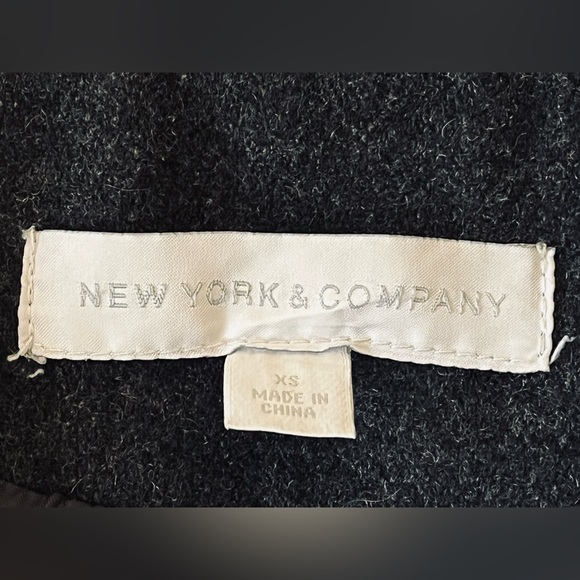 NEW YORK & COMPANY
XS
MADE IN
CHINA